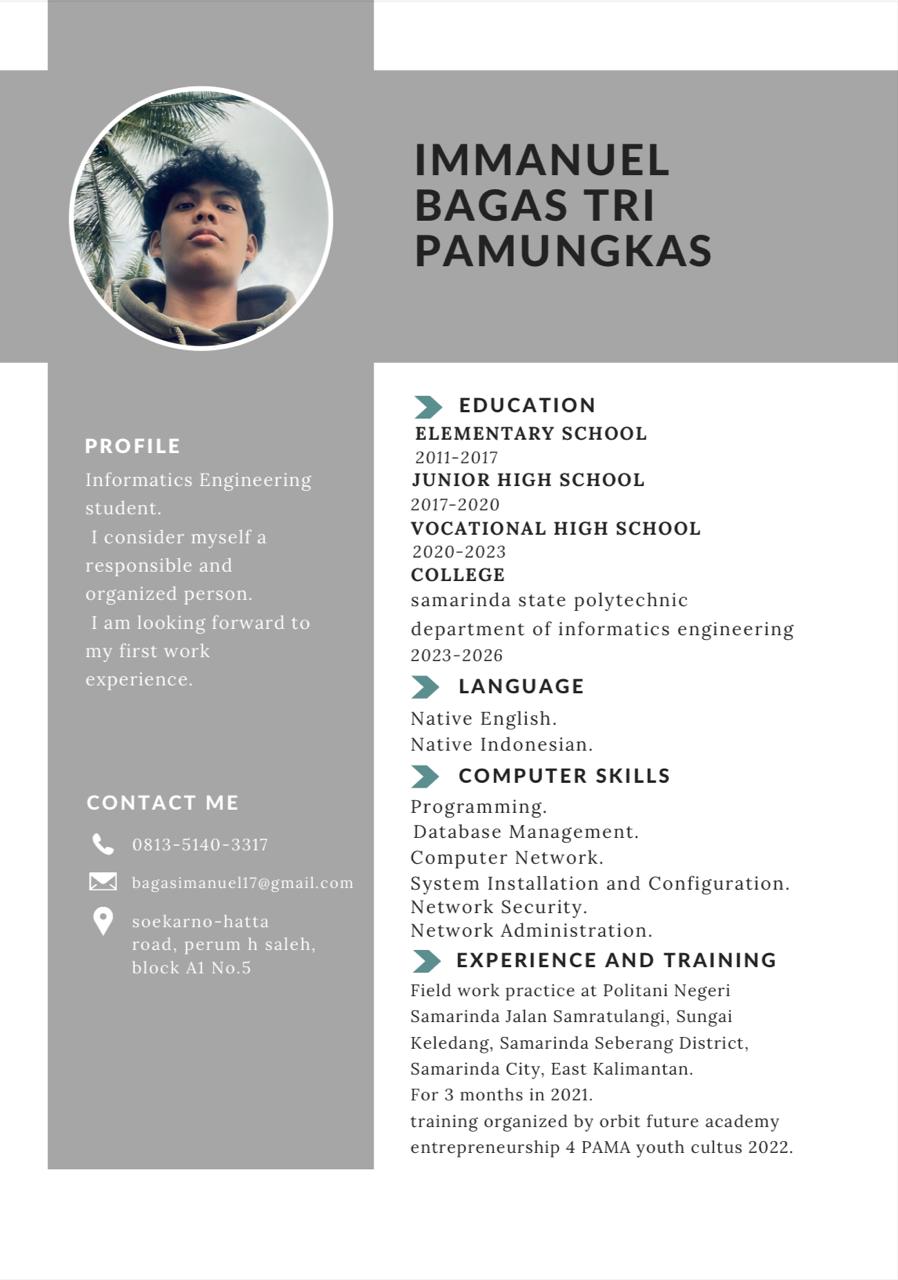 IMMANUEL
BAGAS TRI
PAMUNGKAS
PROFILE
Informatics Engineering
student.
I consider myself a
responsible and
organized person.
I am looking forward to
my first work
experience.
CONTACT ME
0813-5140-3317
bagasimanuel17@gmail.com
soekarno-hatta
road, perum h saleh,
block A1 No.5
EDUCATION
ELEMENTARY SCHOOL
2011-2017
JUNIOR HIGH SCHOOL
2017-2020
VOCATIONAL HIGH SCHOOL
2020-2023
COLLEGE
samarinda state polytechnic
department of informatics engineering
2023-2026
LANGUAGE
Native English.
Native Indonesian.
COMPUTER SKILLS
Programming.
Database Management.
Computer Network.
System Installation and Configuration.
Network Security.
Network Administration.
EXPERIENCE AND TRAINING
Field work practice at Politani Negeri
Samarinda Jalan Samratulangi, Sungai
Keledang, Samarinda Seberang District,
Samarinda City, East Kalimantan.
For 3 months in 2021.
training organized by orbit future academy
entrepreneurship 4 PAMA youth cultus 2022.